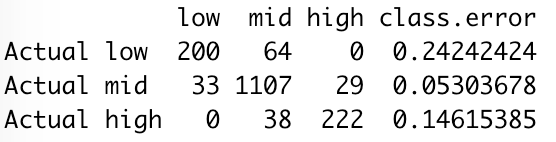 low mid high class.error
Actual low 200 64 0 0.24242424
Actual mid 33 1107 29 0.05303678
Actual high 0 38 222 0.14615385